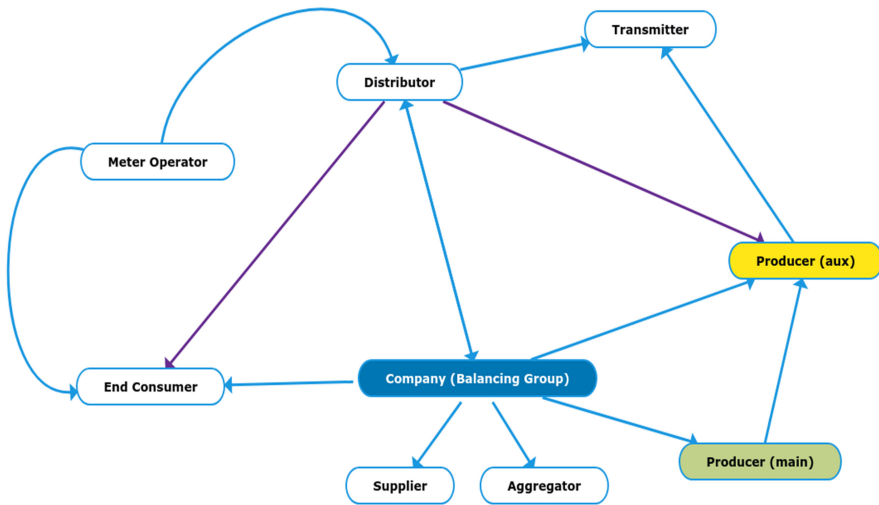 Transmitter
Distributor
Meter Operator
Producer (aux)
End Consumer
Company (Balancing Group)
Producer (main)
Supplier
Aggregator